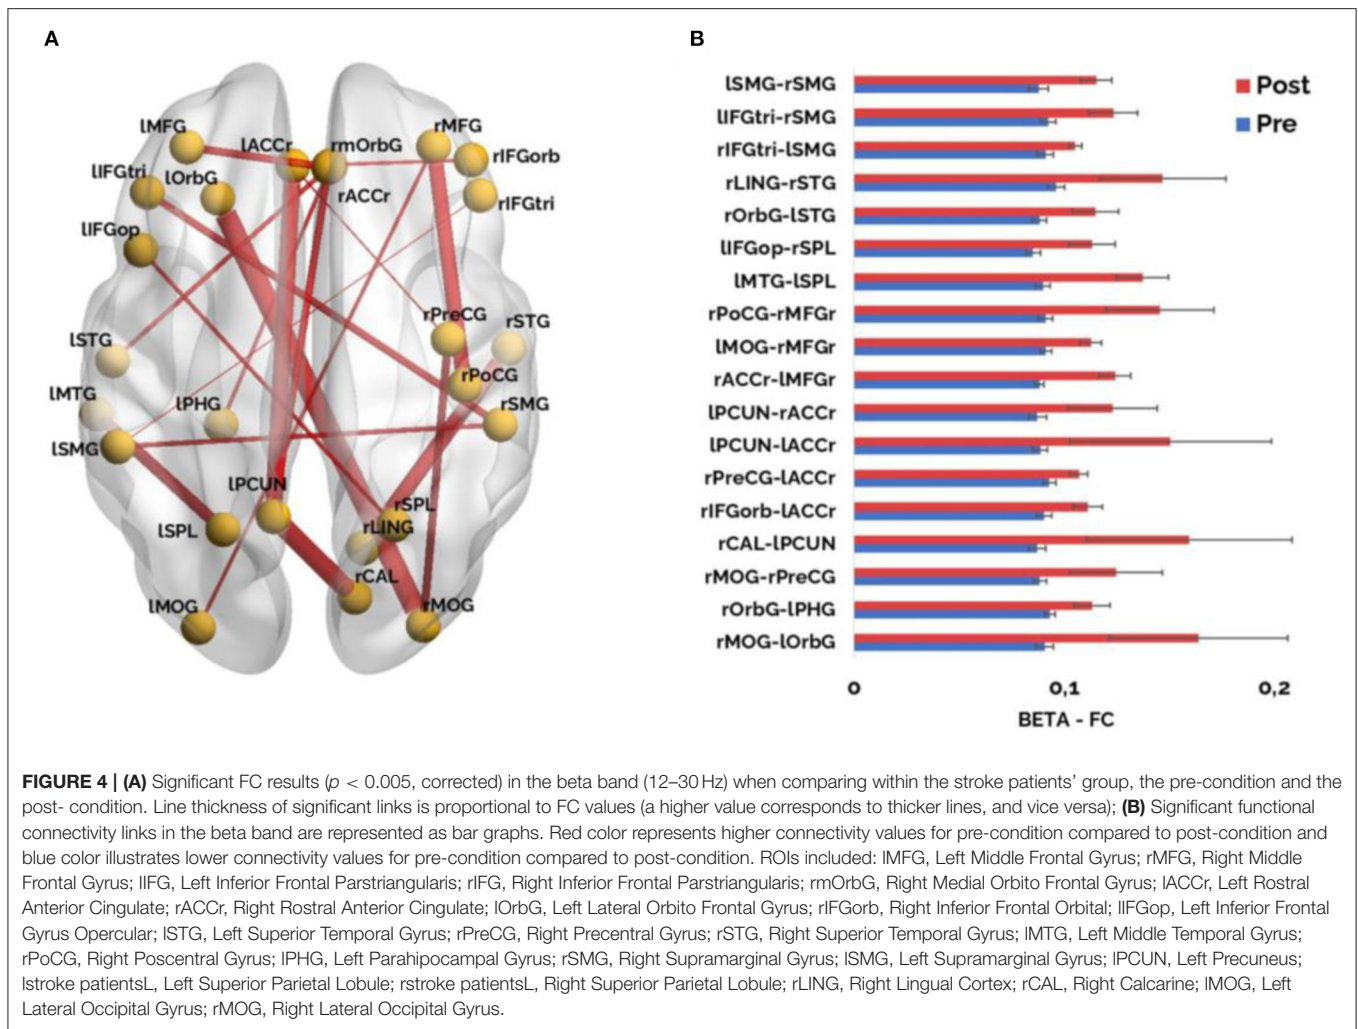 A
B
lMFG
lACCr
rmOrbG
rMFG
rIFGorb
lIFGtri
lOrbG
rACCr
rIFGtri
lIFGop
rPreCG
rSTG
lSTG
rPoCG
lMTG
lPHG
rSMG
lSMG
lPCUN
rSPL
lSPL
rLING
rCAL
lMOG
rMOG
lSMG-rSMG
lIFGtri-rSMG
rIFGtri-lSMG
rLING-rSTG
rOrbG-lSTG
lIFGop-rSPL
lMTG-lSPL
rPoCG-rMFGr
lMOG-rMFGr
rACCr-lMFGr
lPCUN-rACCr
lPCUN-lACCr
rPreCG-lACCr
rIFGorb-lACCr
rCAL-lPCUN
rMOG-rPreCG
rOrbG-lPHG
rMOG-lOrbG
Post
Pre
0 0,1 0,2
BETA - FC
FIGURE 4 | (A) Significant FC results (p < 0.005, corrected) in the beta band (12–30 Hz) when comparing within the stroke patients' group, the pre-condition and the
post- condition. Line thickness of significant links is proportional to FC values (a higher value corresponds to thicker lines, and vice versa); (B) Significant functional
connectivity links in the beta band are represented as bar graphs. Red color represents higher connectivity values for pre-condition compared to post-condition and
blue color illustrates lower connectivity values for pre-condition compared to post-condition. ROIs included: lMFG, Left Middle Frontal Gyrus; rMFG, Right Middle
Frontal Gyrus; lIFG, Left Inferior Frontal Parstriangularis; rIFG, Right Inferior Frontal Parstriangularis; rmOrbG, Right Medial Orbito Frontal Gyrus; lACCr, Left Rostral
Anterior Cingulate; rACCr, Right Rostral Anterior Cingulate; lOrbG, Left Lateral Orbito Frontal Gyrus; rIFGorb, Right Inferior Frontal Orbital; lIFGop, Left Inferior Frontal
Gyrus Opercular; lSTG, Left Superior Temporal Gyrus; rPreCG, Right Precentral Gyrus; rSTG, Right Superior Temporal Gyrus; lMTG, Left Middle Temporal Gyrus;
rPoCG, Right Poscentral Gyrus; lPHG, Left Parahipocampal Gyrus; rSMG, Right Supramarginal Gyrus; lSMG, Left Supramarginal Gyrus; lPCUN, Left Precuneus;
lstroke patientsL, Left Superior Parietal Lobule; rstroke patientsL, Right Superior Parietal Lobule; rLING, Right Lingual Cortex; rCAL, Right Calcarine; lMOG, Left
Lateral Occipital Gyrus; rMOG, Right Lateral Occipital Gyrus.